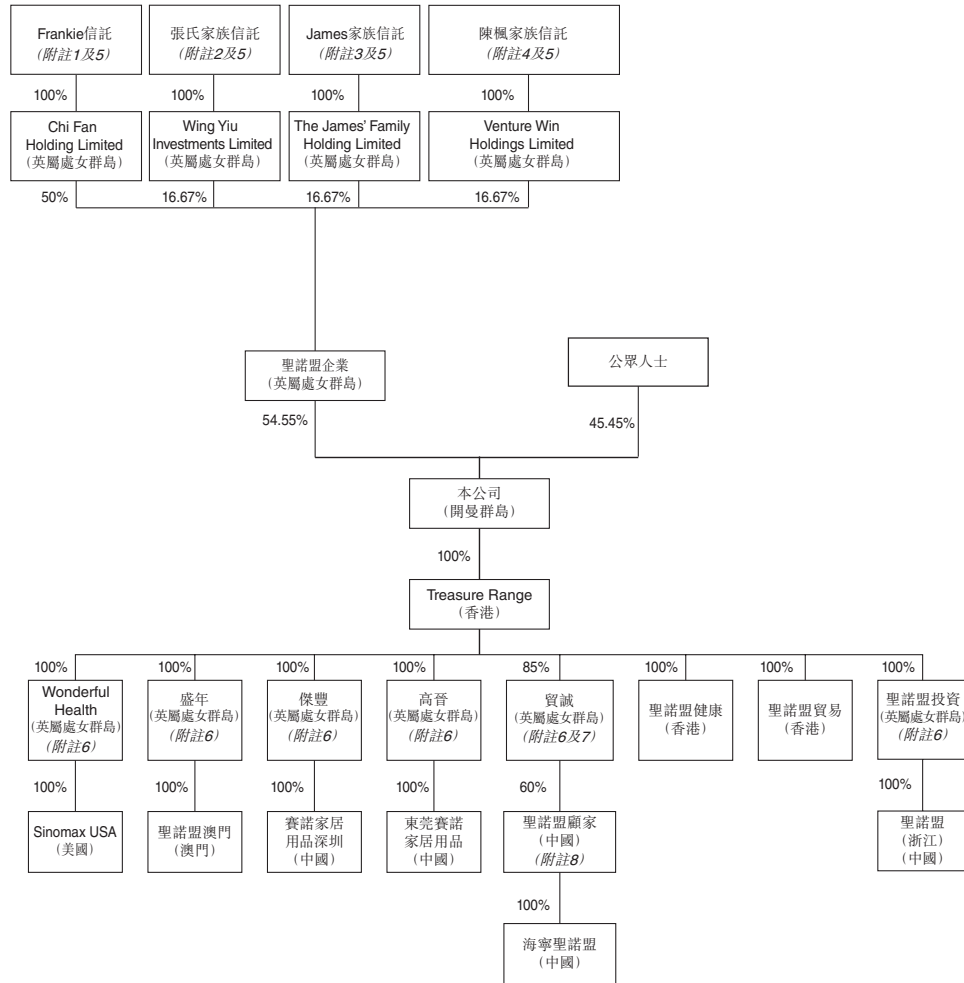 Frankie信託
(附註1及5)
張氏家族信託
(附註2及5)
James家族信託
(附註3及5)
陳楓家族信託
(附註4及5)
100%
100%
100%
100%
Chi Fan
Holding Limited
(英屬處女群島)
Wing Yiu
Investments Limited
(英屬處女群島)
The James' Family
Holding Limited
(英屬處女群島)
Venture Win
Holdings Limited
(英屬處女群島)
50%
16.67%
16.67%
16.67%
聖諾盟企業
(英屬處女群島)
公眾人士
54.55%
45.45%
本公司
(開曼群島)
100%
Treasure Range
(香港)
100%
100%
100%
100%
85%
100%
100%
100%
Wonderful
Health
(英屬處女群島)
(附註6)
盛年
(英屬處女群島)
(附註6)
傑豐
(英屬處女群島)
(附註6)
高晉
(英屬處女群島)
(附註6)
貿誠
(英屬處女群島)
(附註6及7)
聖諾盟健康
(香港)
聖諾盟貿易
(香港)
聖諾盟投資
(英屬處女群島)
(附註6)
100%
100%
100%
100%
60%
100%
Sinomax USA
(美國)
聖諾盟澳門
(澳門)
賽諾家居
用品深圳
(中國)
東莞賽諾
家居用品
(中國)
聖諾盟顧家
(中國)
(附註8)
聖諾盟
(浙江)
(中國)
100%
海寧聖諾盟
(中國)